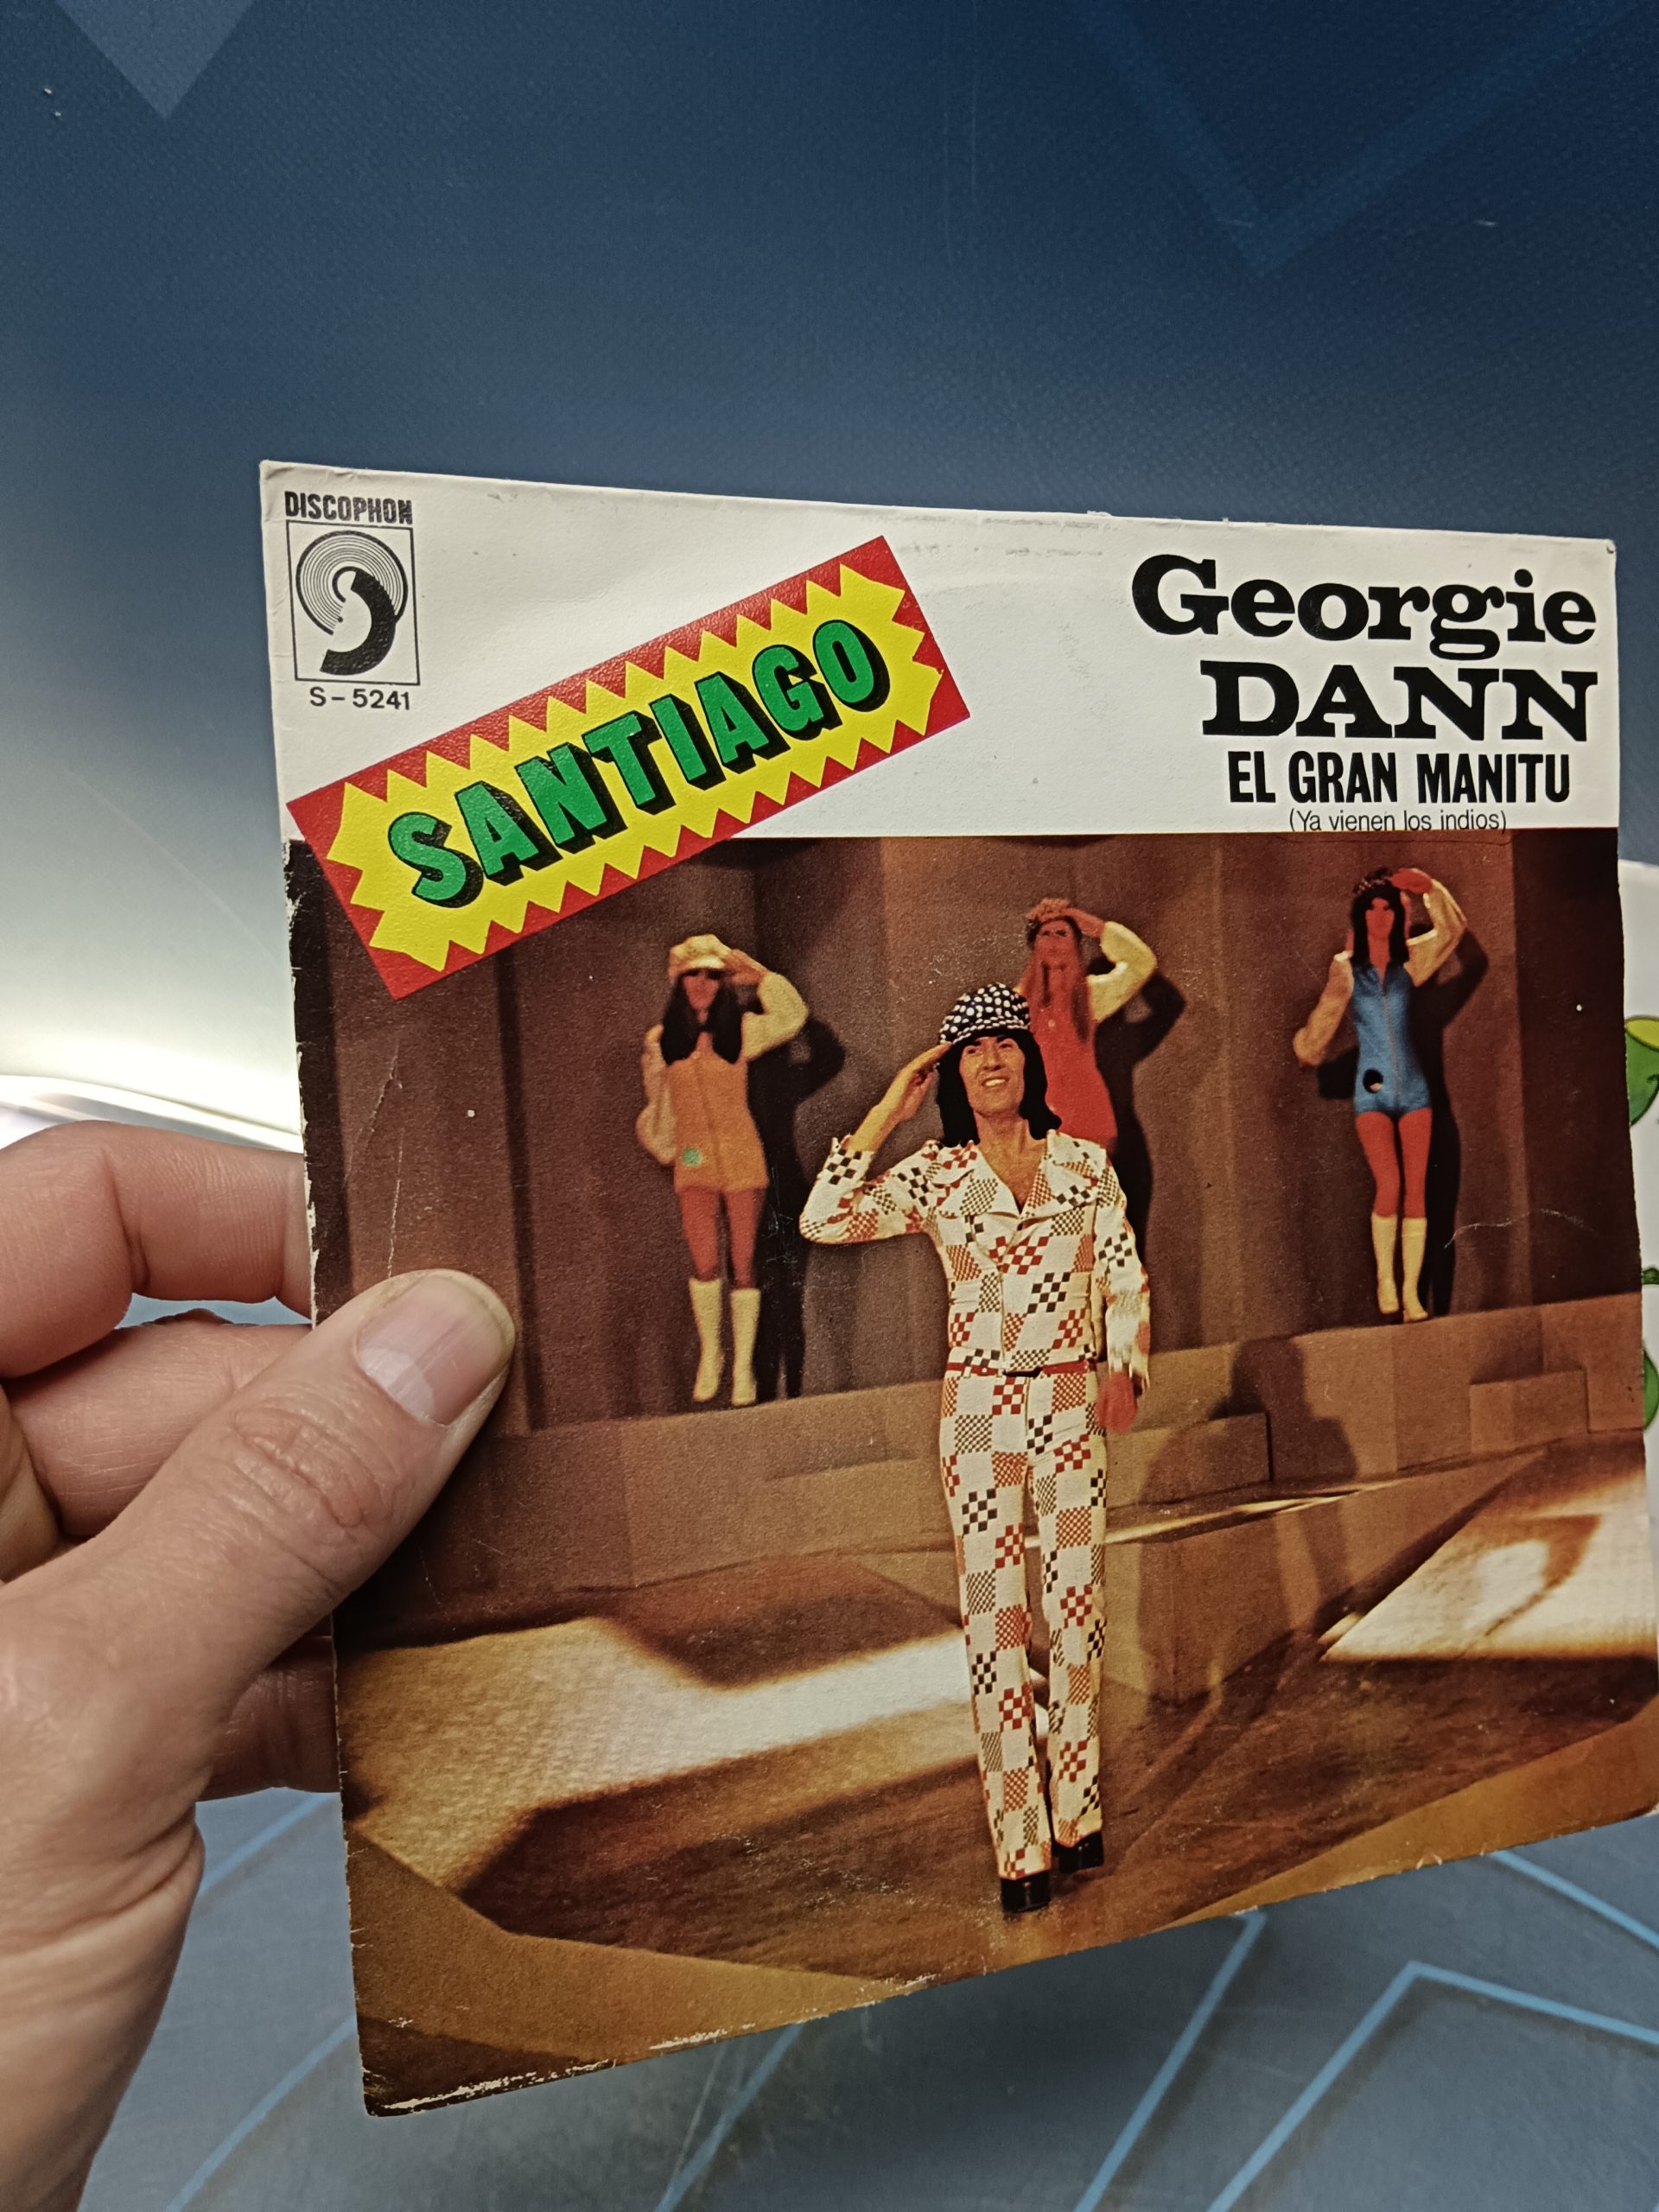 DISCOPHON
S-5241
SANTIAGO
Georgie
DANN
EL GRAN MANITU
(Ya vienen los indios)